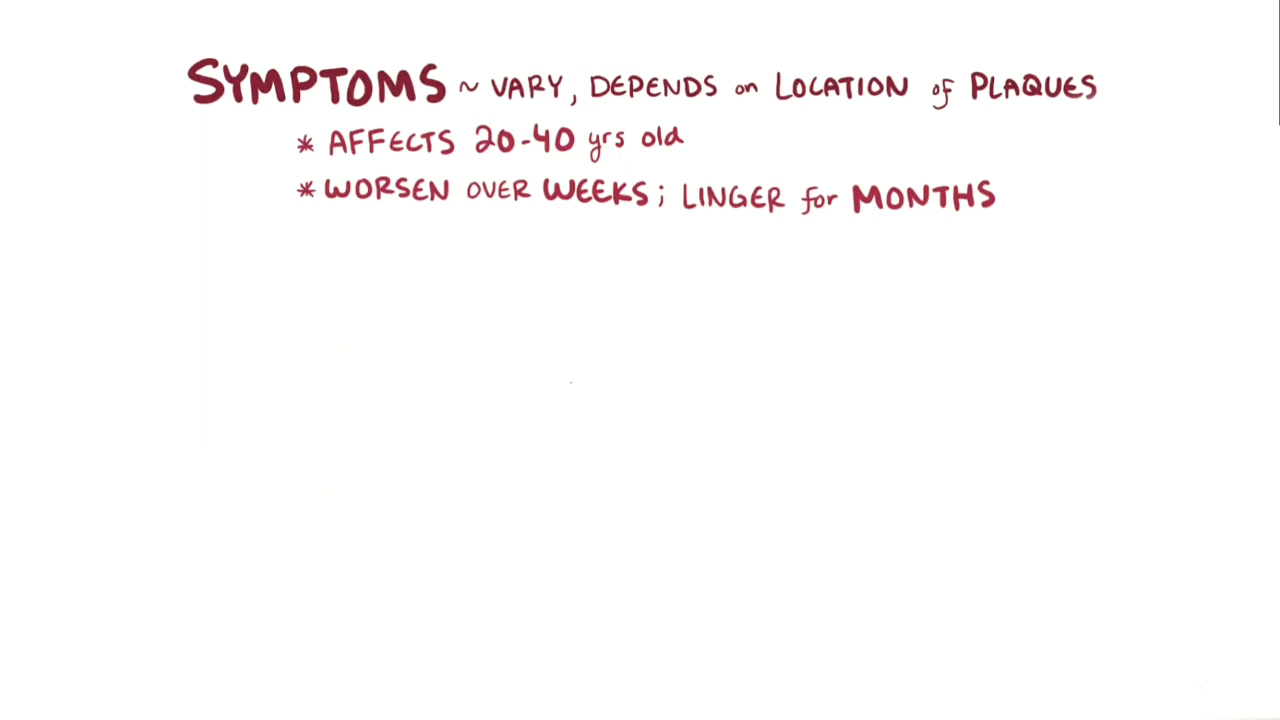 SYMPTOMS ~ VARY, DEPENDS on LOCATION of PLAQUES
* AFFECTS 20-40 yrs old
* WORSEN OVER WEEKS; LINGER for MONTHS